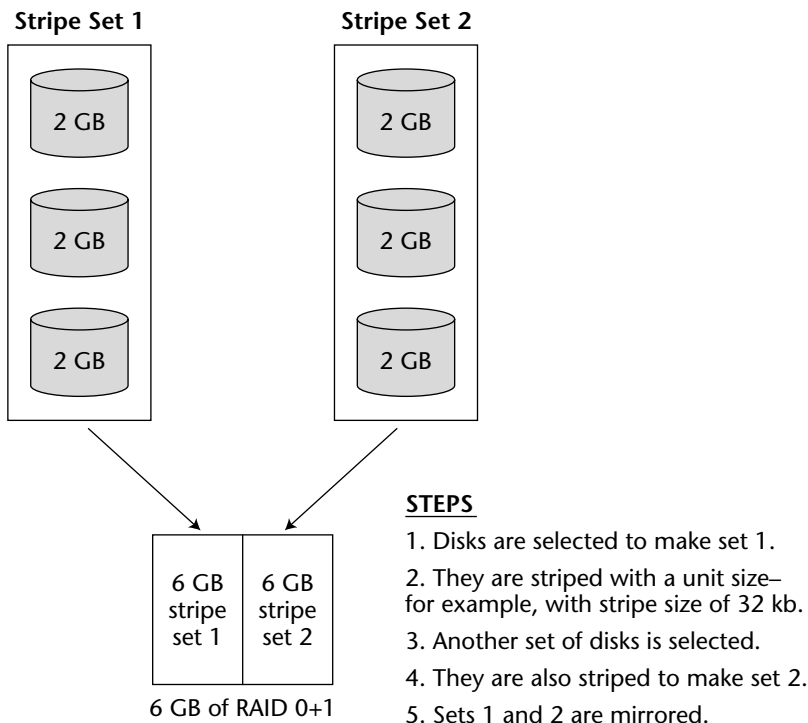 Stripe Set 1
Stripe Set 2
2 GB
2 GB
2 GB
2 GB
2 GB
2 GB
6 GB
stripe
set 1
6 GB
stripe
set 2
6 GB of RAID 0+1
STEPS
1. Disks are selected to make set 1.
2. They are striped with a unit size–
for example, with stripe size of 32 kb.
3. Another set of disks is selected.
4. They are also striped to make set 2.
5. Sets 1 and 2 are mirrored.